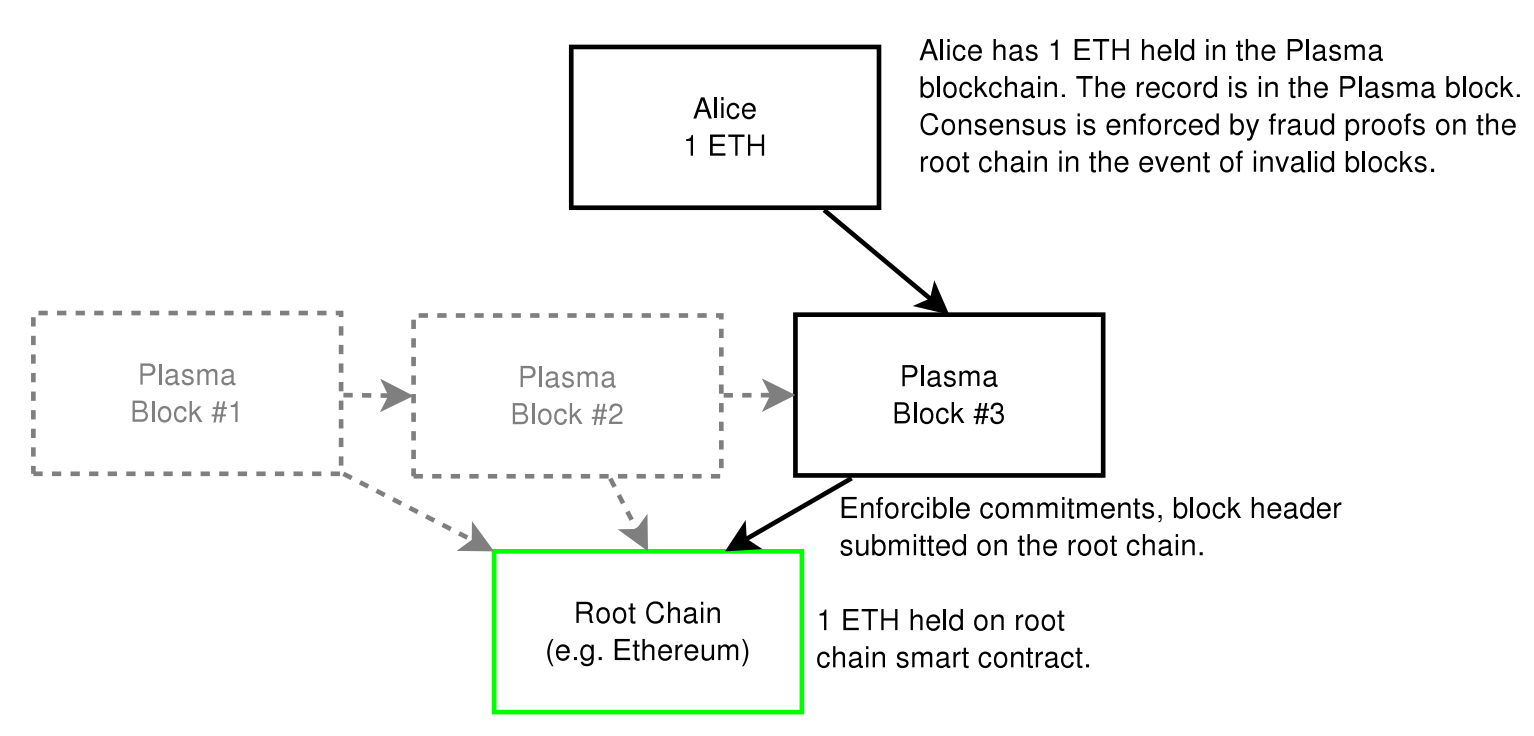 Alice has 1 ETH held in the Plasma
blockchain. The record is in the Plasma block.
Consensus is enforced by fraud proofs on the
root chain in the event of invalid blocks.
Alice
1 ETH
Plasma
Block #1
Plasma
Block #2
Plasma
Block #3
Enforcible commitments, block header
submitted on the root chain.
Root Chain
(e.g. Ethereum)
1 ETH held on root
chain smart contract.